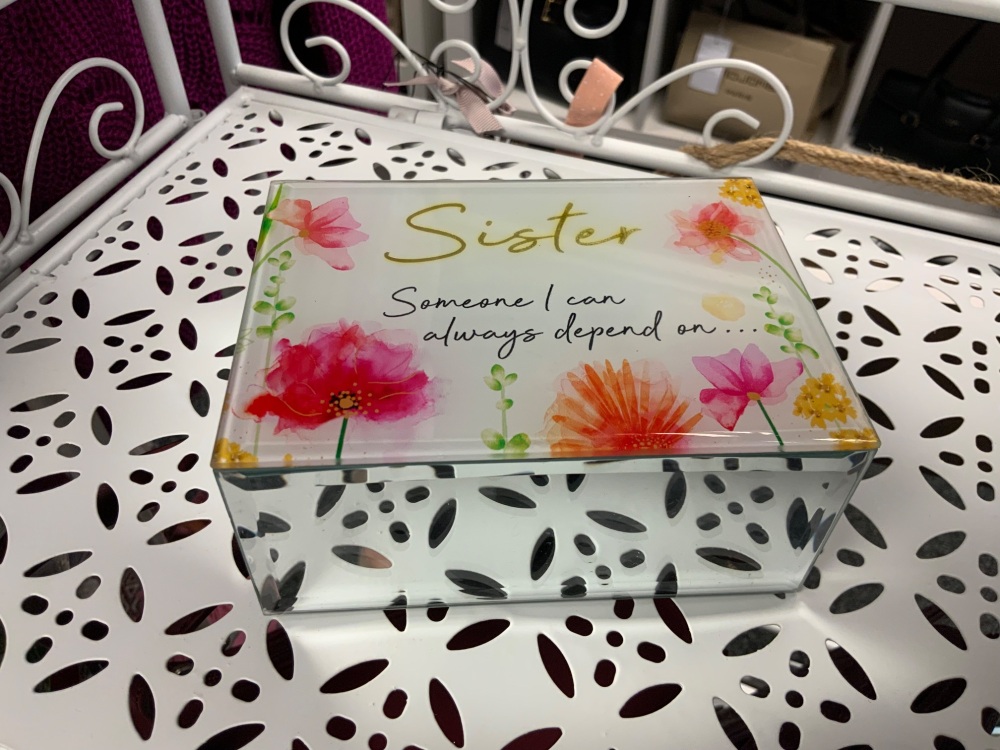 Sister
Someone I can
always depend on...